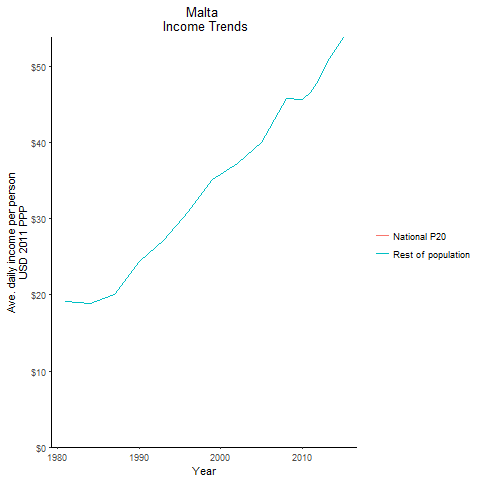 Malta
Income Trends
Ave. daily income per person
USD 2011 PPP
$50
$40
$30
$20
$10
$0
1980
1990
2000
2010
Year
National P20
Rest of population